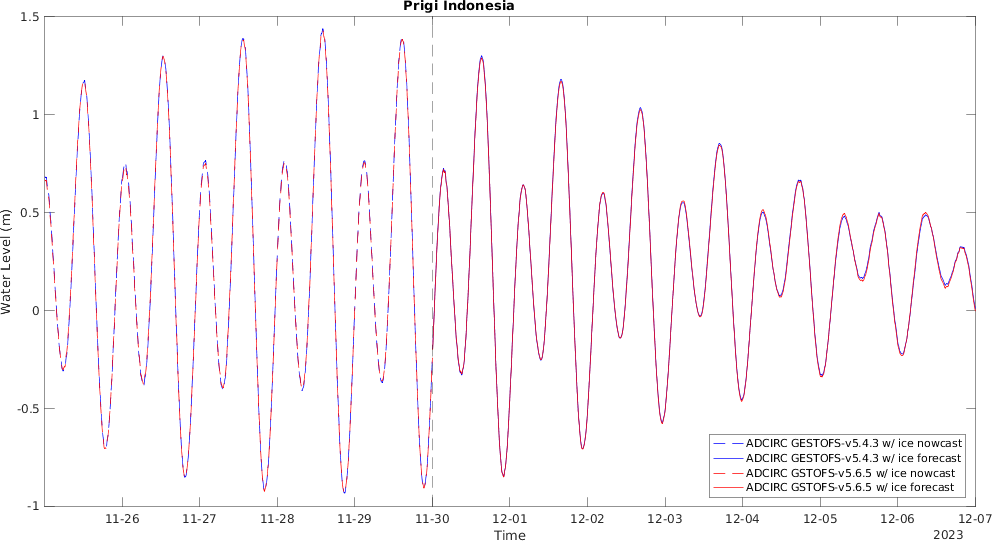 Prigi Indonesia
1.5
1
0.5
0
-0.5
-1
Water Level (m)
11-26
11-27
11-28
11-29
11-30
12-01
12-02
12-03
12-04
12-05
12-06
12-07
Time
2023
ADCIRC GESTOFS-v5.4.3 w/ ice nowcast
ADCIRC GESTOFS-v5.4.3 w/ ice forecast
ADCIRC GSTOFS-v5.6.5 w/ ice nowcast
ADCIRC GSTOFS-v5.6.5 w/ ice forecast